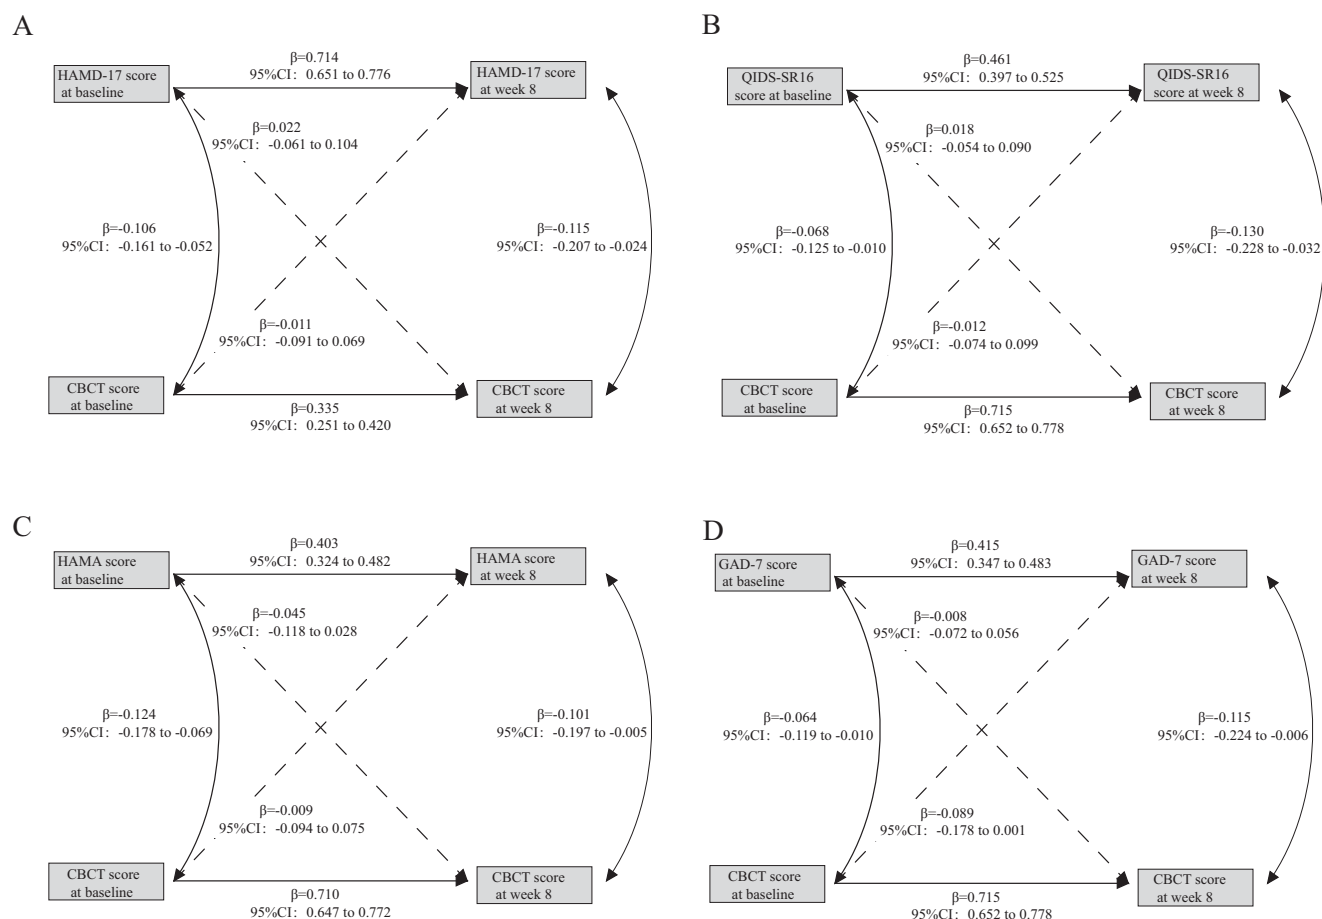 A
HAMD-17 score
at baseline
β=0.714
95%CI: 0.651 to 0.776
HAMD-17 score
at week 8
β=0.022
95%CI: -0.061 to 0.104
β=-0.106
95%CI: -0.161 to -0.052
β=-0.115
95%CI: -0.207 to -0.024
β=-0.011
95%CI: -0.091 to 0.069
CBCT score
at baseline
β=0.335
95%CI: 0.251 to 0.420
CBCT score
at week 8
B
QIDS-SR16
score at baseline
β=0.461
95%CI: 0.397 to 0.525
QIDS-SR16
score at week 8
β=0.018
95%CI: -0.054 to 0.090
β=-0.068
95%CI: -0.125 to -0.010
β=-0.130
95%CI: -0.228 to -0.032
β=-0.012
95%CI: -0.074 to 0.099
CBCT score
at baseline
β=0.715
95%CI: 0.652 to 0.778
CBCT score
at week 8
C
HAMA score
at baseline
β=0.403
95%CI: 0.324 to 0.482
HAMA score
at week 8
β=-0.045
95%CI: -0.118 to 0.028
β=-0.124
95%CI: -0.178 to -0.069
β=-0.101
95%CI: -0.197 to -0.005
β=-0.009
95%CI: -0.094 to 0.075
CBCT score
at baseline
β=0.710
95%CI: 0.647 to 0.772
CBCT score
at week 8
D
GAD-7 score
at baseline
β=0.415
95%CI: 0.347 to 0.483
GAD-7 score
at week 8
β=-0.008
95%CI: -0.072 to 0.056
β=-0.064
95%CI: -0.119 to -0.010
β=-0.115
95%CI: -0.224 to -0.006
β=-0.089
95%CI: -0.178 to 0.001
CBCT score
at baseline
β=0.715
95%CI: 0.652 to 0.778
CBCT score
at week 8